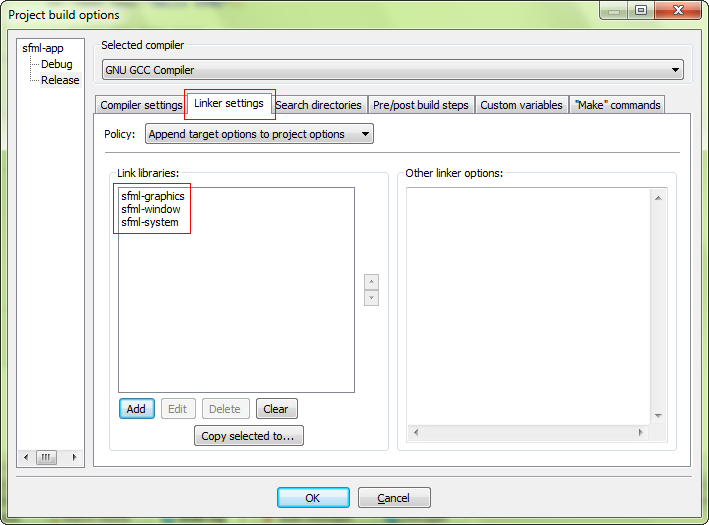 Project build options
sfml-app
Debug
Release
Selected compiler
GNU GCC Compiler
Compiler settings
Linker settings
Search directories
Pre/post build steps
Custom variables
"Make" commands
Policy:
Append target options to project options
Link libraries:
sfml-graphics
sfml-window
sfml-system
Other linker options:
Add
Edit
Delete
Clear
Copy selected to...
OK
Cancel